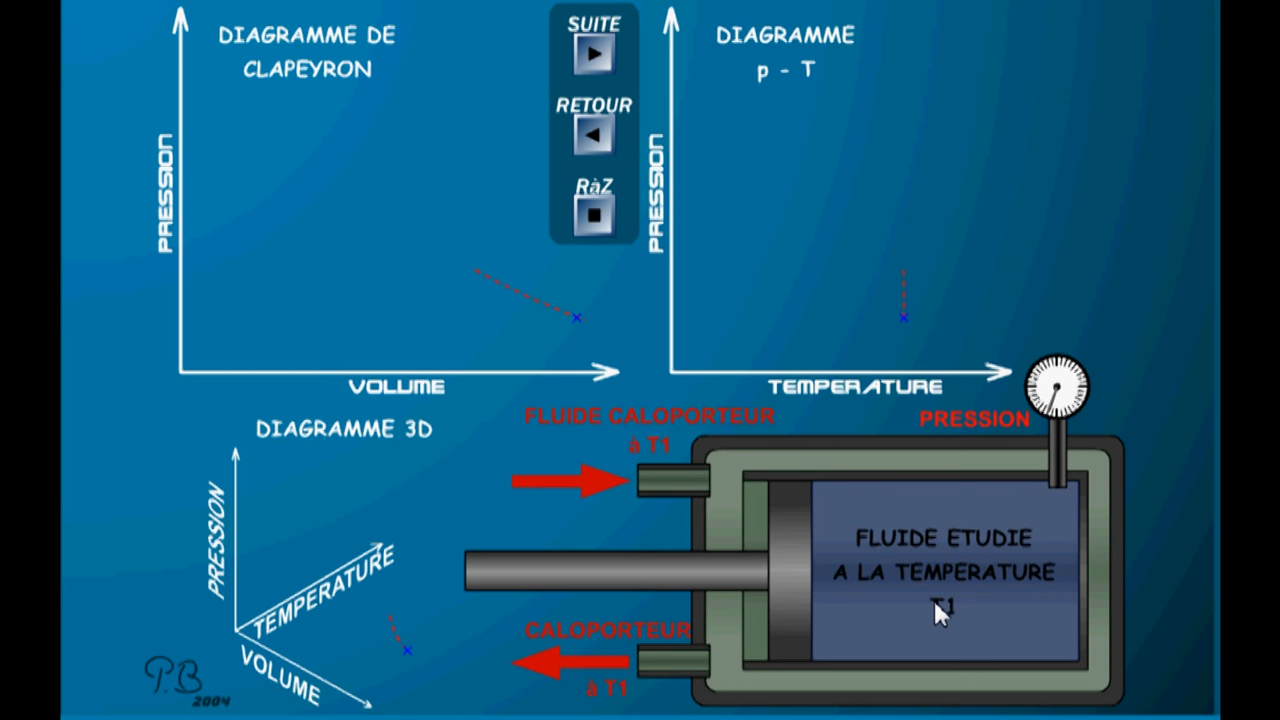 DIAGRAMME DE
CLAPEYRON
PRESSION
VOLUME
SUITE
RETOUR
RàZ
DIAGRAMME
p - T
PRESSION
TEMPERATURE
DIAGRAMME 3D
PRESSION
TEMPERATURE
VOLUME
P.B
2004
FLUIDE CALOPORTEUR
à T1
PRESSION
FLUIDE ETUDIE
A LA TEMPERATURE
T1
CALOPORTEUR
à T1